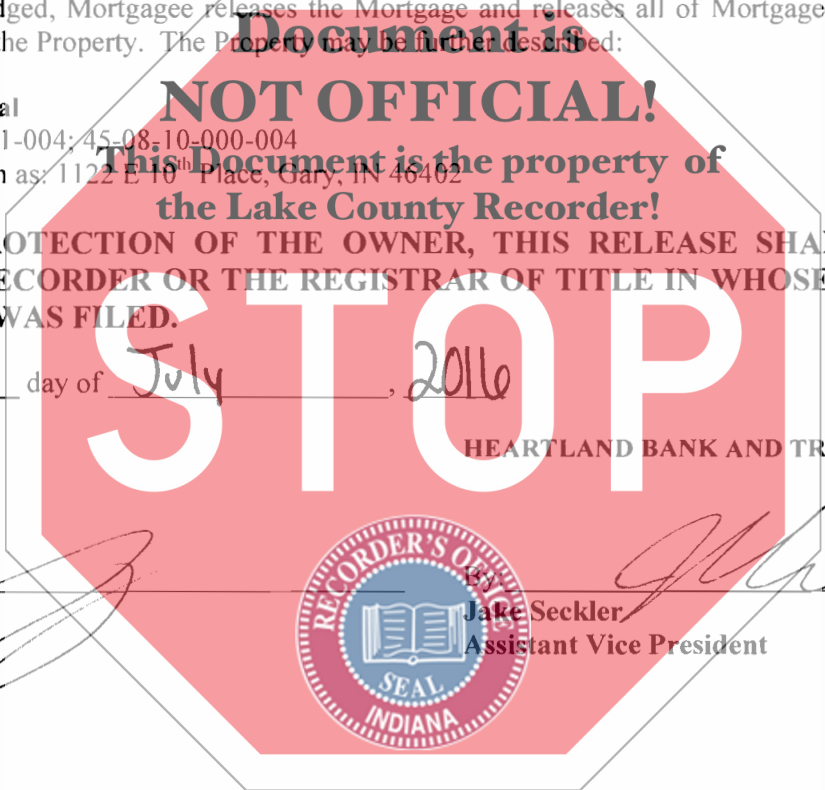 dged, Mortgagee releases the Mortgage and releases all of Mortgage
he Property. The Property may be further described:
Document is
NOT OFFICIAL!
al
1-004; 45-08-10-000-004
This Document is the property of
n as: 1122 E 10th Place, Gary, IN 46402
the Lake County Recorder!
OTECTION OF THE OWNER, THIS RELEASE SHA
ECORDER OR THE REGISTRAR OF TITLE IN WHOSE
WAS FILED.
STOP
day of July, 2016
HEARTLAND BANK AND TR
By:
Jake Seckler
Assistant Vice President
RECORDER'S OFFICE
SEAL
INDIANA